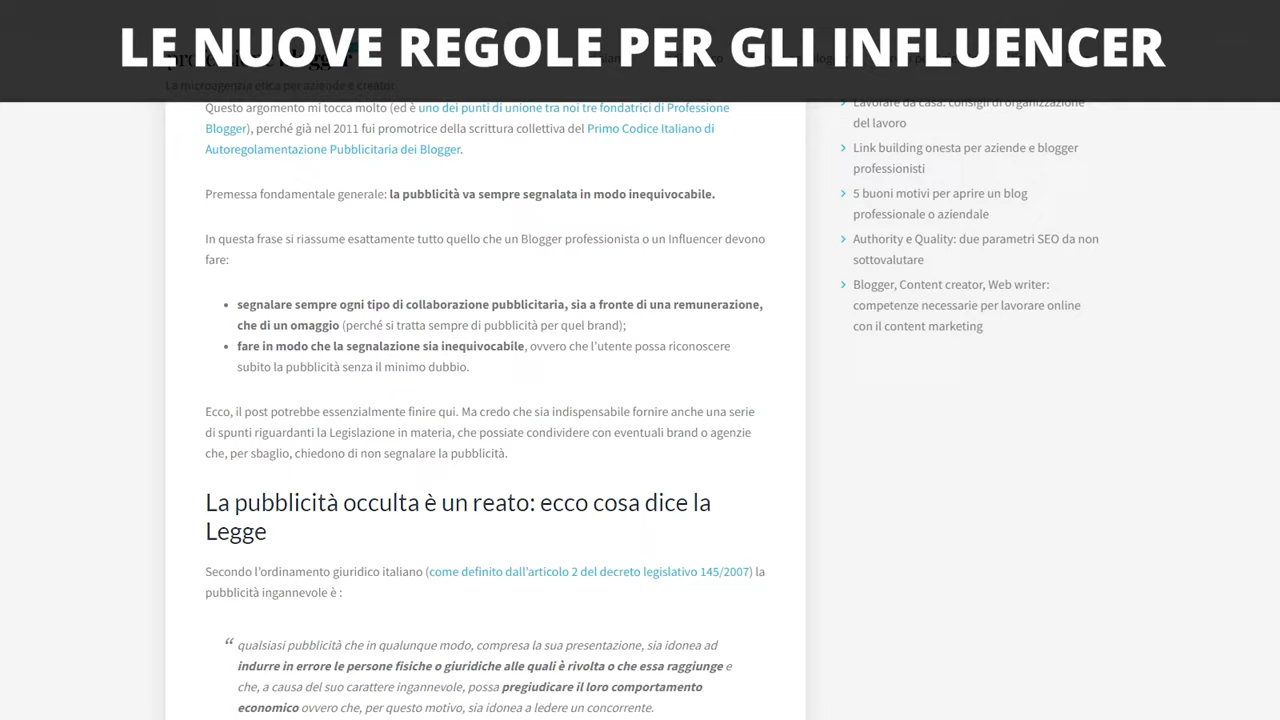 LE NUOVE REGOLE PER GLI INFLUENCER
La microagenzia etica per aziende e creator
Questo argomento mi tocca molto (ed è uno dei punti di unione tra noi tre fondatrici di Professione
Blogger), perché già nel 2011 fui promotrice della scrittura collettiva del Primo Codice Italiano di
Autoregolamentazione Pubblicitaria dei Blogger.
Premessa fondamentale generale: la pubblicità va sempre segnalata in modo inequivocabile.
In questa frase si riassume esattamente tutto quello che un Blogger professionista o un Influencer devono
fare:
• segnalare sempre ogni tipo di collaborazione pubblicitaria, sia a fronte di una remunerazione,
che di un omaggio (perché si tratta sempre di pubblicità per quel brand);
• fare in modo che la segnalazione sia inequivocabile, ovvero che l'utente possa riconoscere
subito la pubblicità senza il minimo dubbio.
Ecco, il post potrebbe essenzialmente finire qui. Ma credo che sia indispensabile fornire anche una serie
di spunti riguardanti la Legislazione in materia, che possiate condividere con eventuali brand o agenzie
che, per sbaglio, chiedono di non segnalare la pubblicità.
La pubblicità occulta è un reato: ecco cosa dice la
Legge
Secondo l'ordinamento giuridico italiano (come definito dall'articolo 2 del decreto legislativo 145/2007) la
pubblicità ingannevole è :
“ qualsiasi pubblicità che in qualunque modo, compresa la sua presentazione, sia idonea ad
indurre in errore le persone fisiche o giuridiche alle quali è rivolta o che essa raggiunge e
che, a causa del suo carattere ingannevole, possa pregiudicare il loro comportamento
economico ovvero che, per questo motivo, sia idonea a ledere un concorrente.
Lavorare da casa: consigli di organizzazione
del lavoro
Link building onesta per aziende e blogger
professionisti
5 buoni motivi per aprire un blog
professionale o aziendale
Authority e Quality: due parametri SEO da non
sottovalutare
Blogger, Content creator, Web writer:
competenze necessarie per lavorare online
con il content marketing